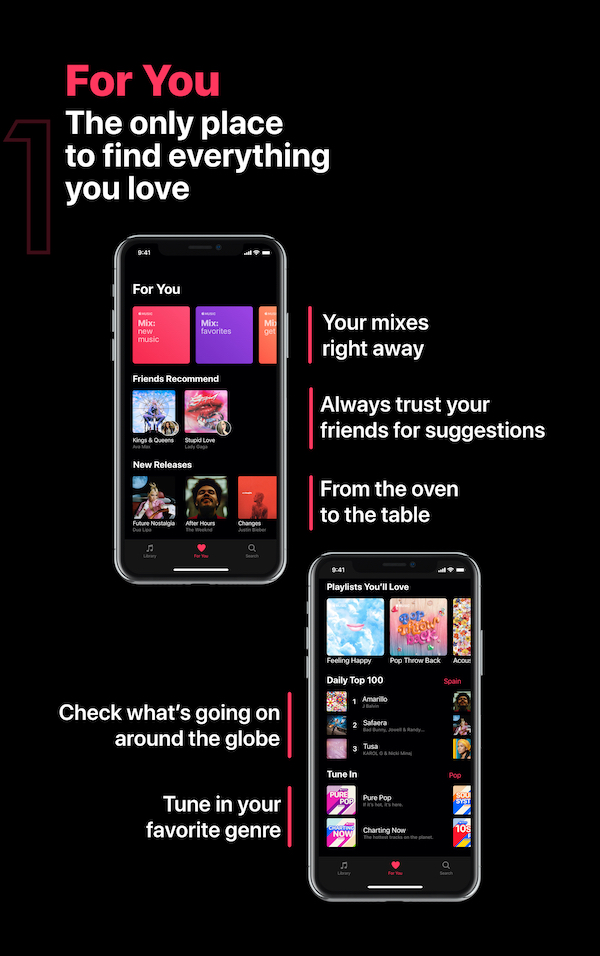 1
For You
The only place
to find everything
you love
9:41
For You
MUSIC
MUSIC
Mix:
new
music
Mix:
favorites
Mix:
get
Friends Recommend
Kings & Queens
Ava Max
Stupid Love
Lady Gaga
New Releases
Future Nostalgia
Dua Lipa
After Hours
The Weeknd
Changes
Justin Bieber
Library
For You
Search
Your mixes
right away
Always trust your
friends for suggestions
From the oven
to the table
9:41
Playlists You'll Love
POP
THROW
BACK
Feeling Happy
Pop Throw Back
Acous
Daily Top 100
Spain
1
Amarillo
J Balvin
2
Safaera
Bad Bunny, Jowell & Randy...
3
Tusa
KAROL G & Nicki Minaj
Tune In
Pop
PURE
POP
Pure Pop
If it's hot, it's here.
SOU
SYST
CHARTING
NOW
Charting Now
The hottest tracks on the planet.
10s
Library
For You
Search
Check what's going on
around the globe
Tune in your
favorite genre